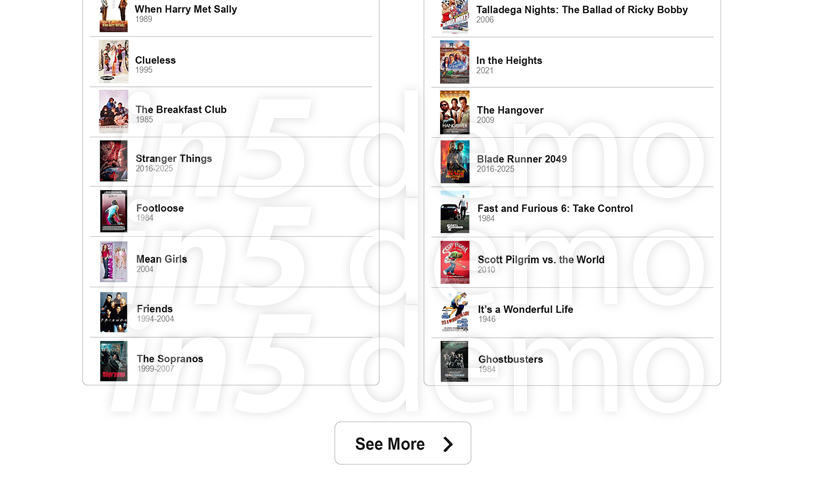 When Harry Met Sally
1989
Clueless
1995
The Breakfast Club
1985
Stranger Things
2016-2025
Footloose
1984
Mean Girls
2004
Friends
1994-2004
The Sopranos
1999-2007
Talladega Nights: The Ballad of Ricky Bobby
2006
In the Heights
2021
The Hangover
2009
Blade Runner 2049
2016-2025
Fast and Furious 6: Take Control
1984
Scott Pilgrim vs. the World
2010
It's a Wonderful Life
1946
Ghostbusters
1984
in5 demo
in5 demo
in5 demo
See More